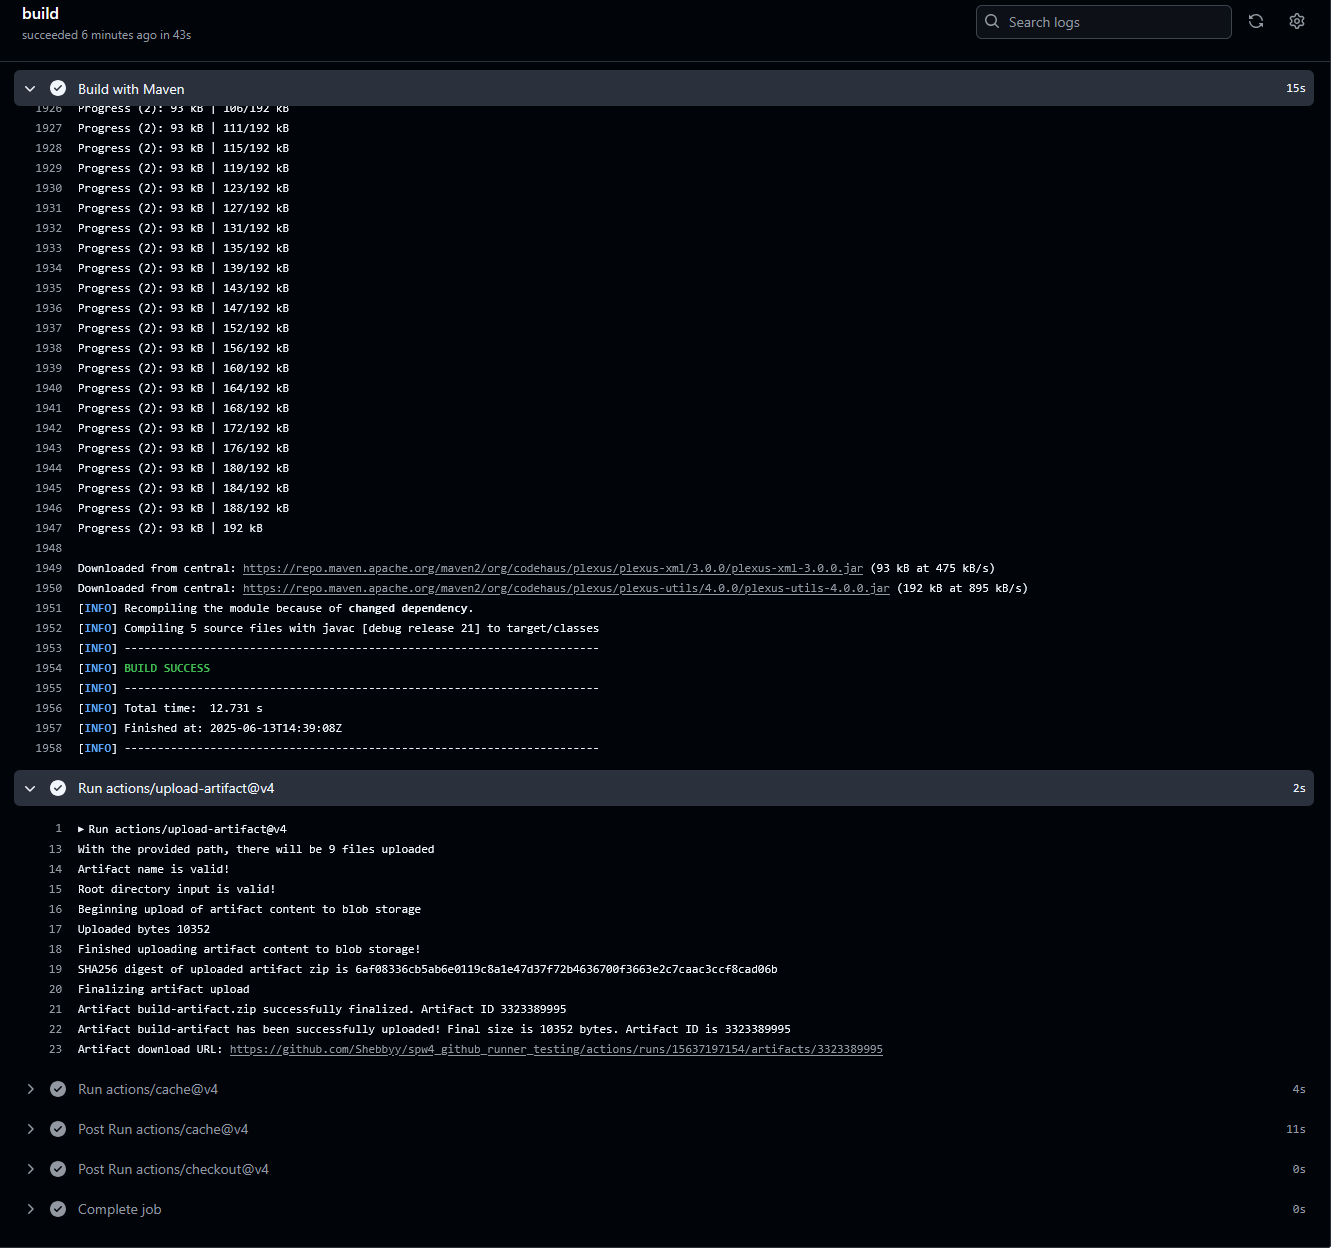 build
succeeded 6 minutes ago in 43s
Search logs
Build with Maven 15s
1926 Progress (2): 93 kB | 106/192 kB
1927 Progress (2): 93 kB | 111/192 kB
1928 Progress (2): 93 kB | 115/192 kB
1929 Progress (2): 93 kB | 119/192 kB
1930 Progress (2): 93 kB | 123/192 kB
1931 Progress (2): 93 kB | 127/192 kB
1932 Progress (2): 93 kB | 131/192 kB
1933 Progress (2): 93 kB | 135/192 kB
1934 Progress (2): 93 kB | 139/192 kB
1935 Progress (2): 93 kB | 143/192 kB
1936 Progress (2): 93 kB | 147/192 kB
1937 Progress (2): 93 kB | 152/192 kB
1938 Progress (2): 93 kB | 156/192 kB
1939 Progress (2): 93 kB | 160/192 kB
1940 Progress (2): 93 kB | 164/192 kB
1941 Progress (2): 93 kB | 168/192 kB
1942 Progress (2): 93 kB | 172/192 kB
1943 Progress (2): 93 kB | 176/192 kB
1944 Progress (2): 93 kB | 180/192 kB
1945 Progress (2): 93 kB | 184/192 kB
1946 Progress (2): 93 kB | 188/192 kB
1947 Progress (2): 93 kB | 192 kB
1948
1949 Downloaded from central: https://repo.maven.apache.org/maven2/org/codehaus/plexus/plexus-xml/3.0.0/plexus-xml-3.0.0.jar (93 kB at 475 kB/s)
1950 Downloaded from central: https://repo.maven.apache.org/maven2/org/codehaus/plexus/plexus-utils/4.0.0/plexus-utils-4.0.0.jar (192 kB at 895 kB/s)
1951 [INFO] Recompiling the module because of changed dependency.
1952 [INFO] Compiling 5 source files with javac [debug release 21] to target/classes
1953 [INFO] ------------------------------------------------------------------------
1954 [INFO] BUILD SUCCESS
1955 [INFO] ------------------------------------------------------------------------
1956 [INFO] Total time:  12.731 s
1957 [INFO] Finished at: 2025-06-13T14:39:08Z
1958 [INFO] ------------------------------------------------------------------------
Run actions/upload-artifact@v4 2s
1 ▶ Run actions/upload-artifact@v4
13 With the provided path, there will be 9 files uploaded
14 Artifact name is valid!
15 Root directory input is valid!
16 Beginning upload of artifact content to blob storage
17 Uploaded bytes 10352
18 Finished uploading artifact content to blob storage!
19 SHA256 digest of uploaded artifact zip is 6af08336cb5ab6e0119c8a1e47d37f72b4636700f3663e2c7caac3ccf8cad06b
20 Finalizing artifact upload
21 Artifact build-artifact.zip successfully finalized. Artifact ID 3323389995
22 Artifact build-artifact has been successfully uploaded! Final size is 10352 bytes. Artifact ID is 3323389995
23 Artifact download URL: https://github.com/Shebbyy/spw4_github_runner_testing/actions/runs/15637197154/artifacts/3323389995
Run actions/cache@v4 4s
Post Run actions/cache@v4 11s
Post Run actions/checkout@v4 0s
Complete job 0s